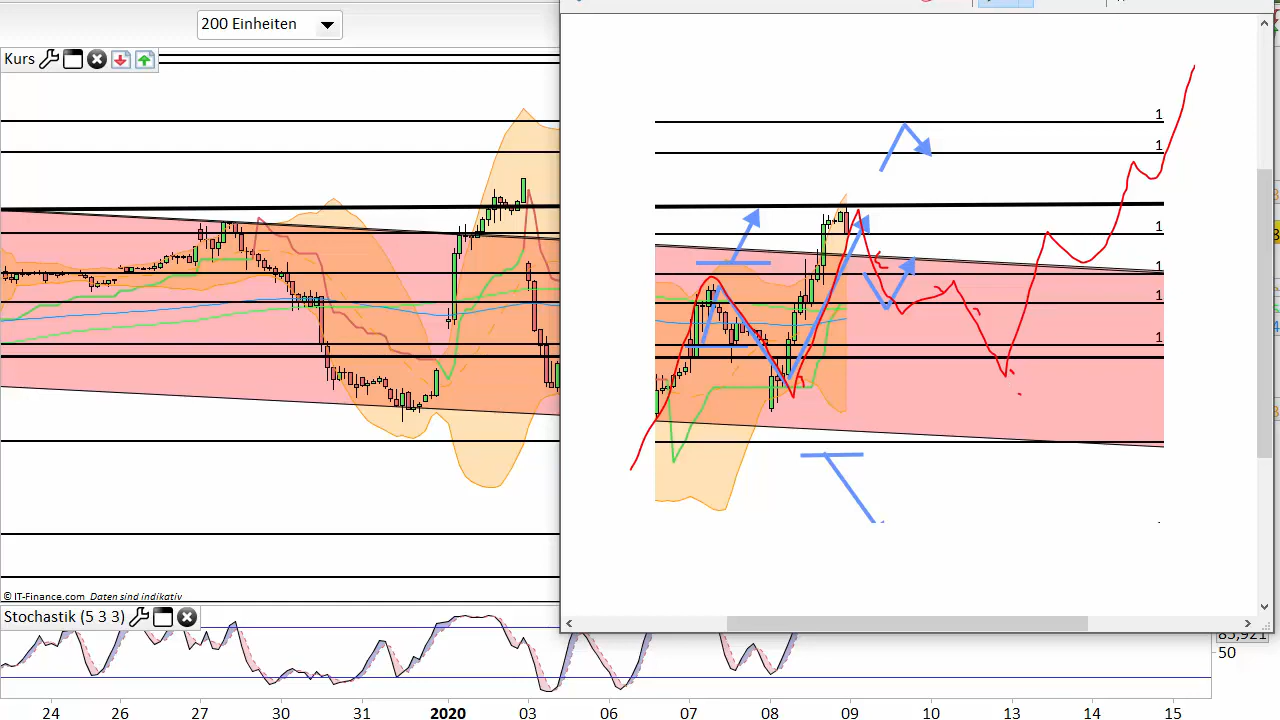 200 Einheiten
Kurs
1
1
1
1
1
1
© IT-Finance.com Daten sind indikativ
Stochastik (5 3 3)
85,921
50
24 26 27 30 31 2020 03 06 07 08 09 10 13 14 15